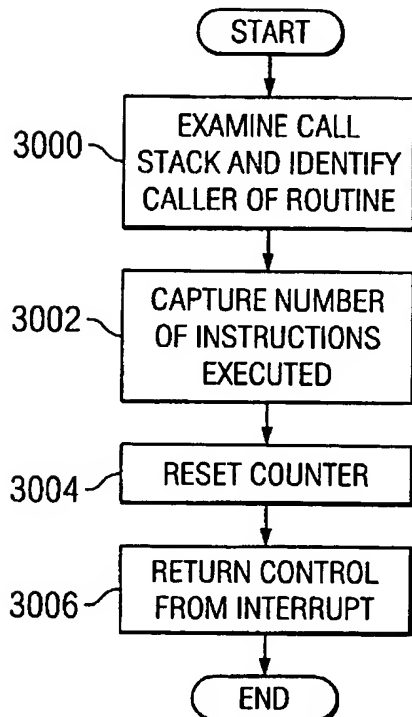 START
3000
EXAMINE CALL
STACK AND IDENTIFY
CALLER OF ROUTINE
3002
CAPTURE NUMBER
OF INSTRUCTIONS
EXECUTED
3004
RESET COUNTER
3006
RETURN CONTROL
FROM INTERRUPT
END